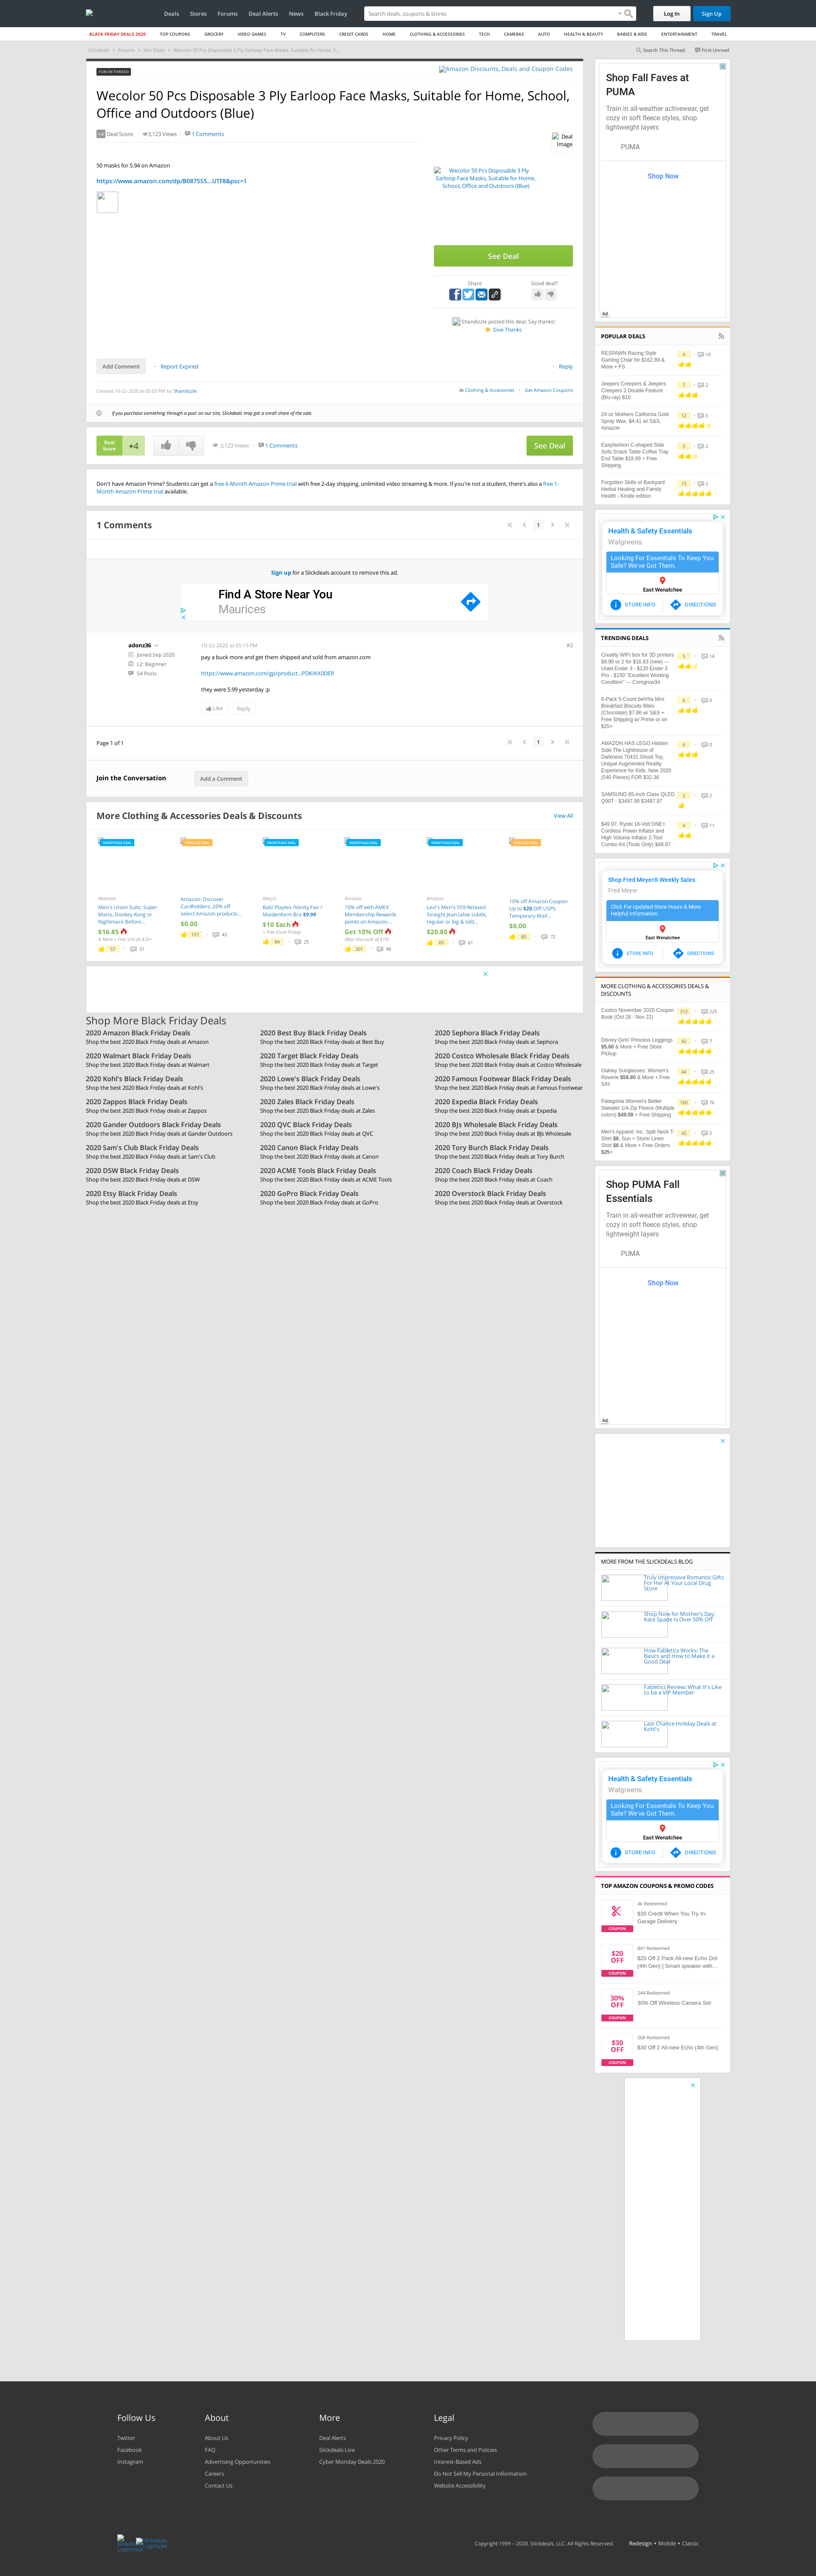 Deals Stores Forums Deal Alerts News Black Friday Search deals, coupons & stores Log In Sign Up
BLACK FRIDAY DEALS 2020 TOP COUPONS GROCERY VIDEO GAMES TV COMPUTERS CREDIT CARDS HOME CLOTHING & ACCESSORIES TECH CAMERAS AUTO HEALTH & BEAUTY BABIES & KIDS ENTERTAINMENT TRAVEL
Slickdeals › Forums › Hot Deals › Wecolor 50 Pcs Disposable 3 Ply Earloop Face Masks, Suitable for Home, S...
Search This Thread First Unread
FORUM THREAD
Amazon Discounts, Deals and Coupon Codes
Wecolor 50 Pcs Disposable 3 Ply Earloop Face Masks, Suitable for Home, School,
Office and Outdoors (Blue)
+4 Deal Score 3,123 Views 1 Comments
Deal
Image
50 masks for 5.94 on Amazon
https://www.amazon.com/dp/B087555...UTF8&psc=1
Wecolor 50 Pcs Disposable 3 Ply
Earloop Face Masks, Suitable for Home,
School, Office and Outdoors (Blue)
See Deal
Share Good deal?
Shandizzle posted this deal. Say thanks!
Give Thanks
Add Comment Report Expired Reply
Created 10-22-2020 at 05:03 PM by Shandizzle
in Clothing & Accessories Get Amazon Coupons
If you purchase something through a post on our site, Slickdeals may get a small share of the sale.
Deal
Score
+4
3,123 Views 1 Comments
See Deal
Don't have Amazon Prime? Students can get a free 6-Month Amazon Prime trial with free 2-day shipping, unlimited video streaming & more. If you're not a student, there's also a free 1-
Month Amazon Prime trial available.
1 Comments
1
Sign up for a Slickdeals account to remove this ad.
Find A Store Near You
Maurices
adonz36
Joined Sep 2020
L2: Beginner
54 Posts
10-22-2020 at 05:15 PM #2
pay a buck more and get them shipped and sold from amazon.com
https://www.amazon.com/gp/product...PDKHXX0DER
they were 5.99 yesterday :p
Like Reply
Page 1 of 1
1
Join the Conversation
Add a Comment
More Clothing & Accessories Deals & Discounts
View All
FRONTPAGE DEAL POPULAR DEAL FRONTPAGE DEAL FRONTPAGE DEAL FRONTPAGE DEAL POPULAR DEAL
Walmart
Men's Union Suits: Super
Mario, Donkey Kong or
Nightmare Before...
$16.85
& More + Free S/H on $35+
57 31
Amazon: Discover
Cardholders: 20% off
select Amazon products...
$0.00
157 43
Macy's
Bali/ Playtex /Vanity Fair /
Maidenform Bra $9.99
$10 Each
+ Free Store Pickup
84 25
Amazon
10% off with AMEX
Membership Rewards
points on Amazon....
Get 10% Off
(Max Discount of $15)
301 98
Amazon
Levi's Men's 559 Relaxed
Straight Jean (aloe subtle,
regular or big & tall)...
$20.80
69 61
10% off Amazon Coupon
Up to $20 Off! USPS
Temporary Mail...
$0.00
80 72
Shop More Black Friday Deals
2020 Amazon Black Friday Deals
Shop the best 2020 Black Friday deals at Amazon
2020 Best Buy Black Friday Deals
Shop the best 2020 Black Friday deals at Best Buy
2020 Sephora Black Friday Deals
Shop the best 2020 Black Friday deals at Sephora
2020 Walmart Black Friday Deals
Shop the best 2020 Black Friday deals at Walmart
2020 Target Black Friday Deals
Shop the best 2020 Black Friday deals at Target
2020 Costco Wholesale Black Friday Deals
Shop the best 2020 Black Friday deals at Costco Wholesale
2020 Kohl's Black Friday Deals
Shop the best 2020 Black Friday deals at Kohl's
2020 Lowe's Black Friday Deals
Shop the best 2020 Black Friday deals at Lowe's
2020 Famous Footwear Black Friday Deals
Shop the best 2020 Black Friday deals at Famous Footwear
2020 Zappos Black Friday Deals
Shop the best 2020 Black Friday deals at Zappos
2020 Zales Black Friday Deals
Shop the best 2020 Black Friday deals at Zales
2020 Expedia Black Friday Deals
Shop the best 2020 Black Friday deals at Expedia
2020 Gander Outdoors Black Friday Deals
Shop the best 2020 Black Friday deals at Gander Outdoors
2020 QVC Black Friday Deals
Shop the best 2020 Black Friday deals at QVC
2020 BJs Wholesale Black Friday Deals
Shop the best 2020 Black Friday deals at BJs Wholesale
2020 Sam's Club Black Friday Deals
Shop the best 2020 Black Friday deals at Sam's Club
2020 Canon Black Friday Deals
Shop the best 2020 Black Friday deals at Canon
2020 Tory Burch Black Friday Deals
Shop the best 2020 Black Friday deals at Tory Burch
2020 DSW Black Friday Deals
Shop the best 2020 Black Friday deals at DSW
2020 ACME Tools Black Friday Deals
Shop the best 2020 Black Friday deals at ACME Tools
2020 Coach Black Friday Deals
Shop the best 2020 Black Friday deals at Coach
2020 Etsy Black Friday Deals
Shop the best 2020 Black Friday deals at Etsy
2020 GoPro Black Friday Deals
Shop the best 2020 Black Friday deals at GoPro
2020 Overstock Black Friday Deals
Shop the best 2020 Black Friday deals at Overstock
Shop Fall Faves at
PUMA
Train in all-weather activewear, get
cozy in soft fleece styles, shop
lightweight layers
PUMA
Shop Now
Ad
POPULAR DEALS
RESPAWN Racing Style
Gaming Chair for $162.89 &
More + FS
4 10
Jeepers Creepers & Jeepers
Creepers 2 Double Feature
(Blu-ray) $10
7 2
24 oz Mothers California Gold
Spray Wax, $4.41 w/ S&S,
Amazon
12 5
Easyfashion C-shaped Side
Sofa Snack Table Coffee Tray
End Table $19.99 + Free
Shipping
5 2
Forgotten Skills of Backyard
Herbal Healing and Family
Health - Kindle edition
15 2
Health & Safety Essentials
Walgreens
Looking For Essentials To Keep You
Safe? We've Got Them.
East Wenatchee
STORE INFO DIRECTIONS
TRENDING DEALS
Creality WIFI box for 3D printers
$9.90 or 2 for $16.83 (new) ---
Used Ender 3 - $120 Ender 3
Pro - $150 "Excellent Working
Condition" --- Comgrow3d
5 14
6-Pack 5-Count belVita Mini
Breakfast Biscuits Bites
(Chocolate) $7.86 w/ S&S +
Free Shipping w/ Prime or on
$25+
6 0
AMAZON HAS LEGO Hidden
Side The Lighthouse of
Darkness 70431 Ghost Toy,
Unique Augmented Reality
Experience for Kids, New 2020
(540 Pieces) FOR $32.36
6 0
SAMSUNG 85-inch Class QLED
Q90T - $3497.99 $3497.97
2 2
$49.97, Ryobi 18-Volt ONE+
Cordless Power Inflator and
High Volume Inflator 2-Tool
Combo Kit (Tools Only) $49.97
4 11
Shop Fred Meyer® Weekly Sales
Fred Meyer
Click For Updated Store Hours & More
Helpful Information.
East Wenatchee
STORE INFO DIRECTIONS
MORE CLOTHING & ACCESSORIES DEALS &
DISCOUNTS
Costco November 2020 Coupon
Book (Oct 28 - Nov 22)
312 225
Disney Girls' Princess Leggings
$5.60 & More + Free Store
Pickup
42 7
Oakley Sunglasses: Women's
Reverie $58.80 & More + Free
S/H
44 25
Patagonia Women's Better
Sweater 1/4-Zip Fleece (Multiple
colors) $49.50 + Free Shipping
160 76
Men's Apparel: Inc. Split Neck T-
Shirt $6, Sun + Stone Linen
Shirt $8 & More + Free Orders
$25+
42 5
Shop PUMA Fall
Essentials
Train in all-weather activewear, get
cozy in soft fleece styles, shop
lightweight layers
PUMA
Shop Now
Ad
MORE FROM THE SLICKDEALS BLOG
Truly Impressive Romantic Gifts
For Her At Your Local Drug
Store
Shop Now for Mother's Day:
Kate Spade Is Over 50% Off
How Fabletics Works: The
Basics and How to Make it a
Good Deal
Fabletics Review: What It's Like
to be a VIP Member
Last Chance Holiday Deals at
Kohl's
Health & Safety Essentials
Walgreens
Looking For Essentials To Keep You
Safe? We've Got Them.
East Wenatchee
STORE INFO DIRECTIONS
TOP AMAZON COUPONS & PROMO CODES
COUPON
4k Redeemed
$30 Credit When You Try In-
Garage Delivery
$20
OFF
COUPON
841 Redeemed
$20 Off 2 Pack All-new Echo Dot
(4th Gen) | Smart speaker with...
30%
OFF
COUPON
244 Redeemed
30% Off Wireless Camera Set
$30
OFF
COUPON
568 Redeemed
$30 Off 2 All-new Echo (4th Gen)
Follow Us
Twitter
Facebook
Instagram
About
About Us
FAQ
Advertising Opportunities
Careers
Contact Us
More
Deal Alerts
Slickdeals Live
Cyber Monday Deals 2020
Legal
Privacy Policy
Other Terms and Policies
Interest-Based Ads
Do Not Sell My Personal Information
Website Accessibility
Slickdeals
Logomark
Slickdeals
Logotype
Copyright 1999 – 2020. Slickdeals, LLC. All Rights Reserved. Redesign • Mobile • Classic